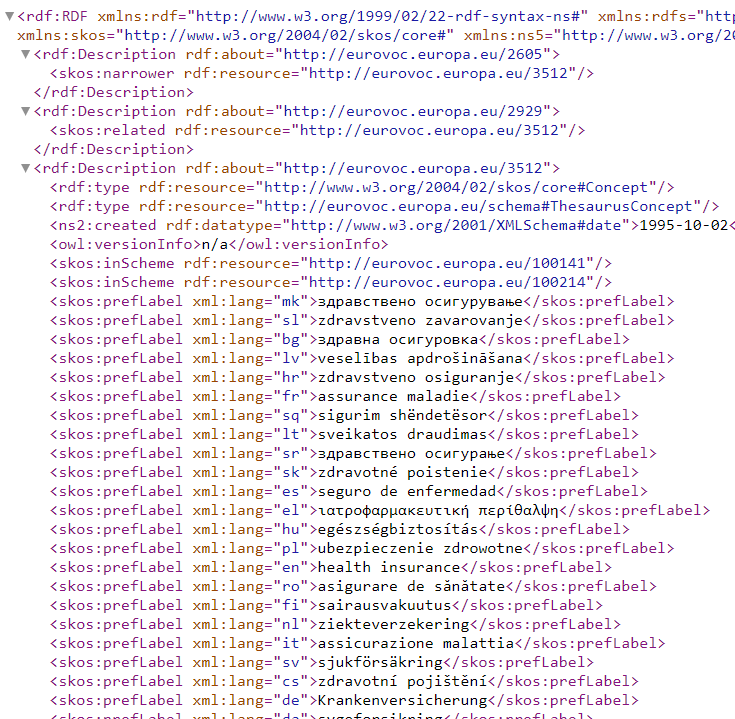 ▼<rdf:RDF xmlns:rdf="http://www.w3.org/1999/02/22-rdf-syntax-ns#" xmlns:rdfs="htt
xmlns:skos="http://www.w3.org/2004/02/skos/core#" xmlns:ns5="http://www.w3.org/20
▼<rdf:Description rdf:about="http://eurovoc.europa.eu/2605">
<skos:narrower rdf:resource="http://eurovoc.europa.eu/3512"/>
</rdf:Description>
▼<rdf:Description rdf:about="http://eurovoc.europa.eu/2929">
<skos:related rdf:resource="http://eurovoc.europa.eu/3512"/>
</rdf:Description>
▼<rdf:Description rdf:about="http://eurovoc.europa.eu/3512">
<rdf:type rdf:resource="http://www.w3.org/2004/02/skos/core#Concept"/>
<rdf:type rdf:resource="http://eurovoc.europa.eu/schema#ThesaurusConcept"/>
<ns2:created rdf:datatype="http://www.w3.org/2001/XMLSchema#date">1995-10-02<
<owl:versionInfo>n/a</owl:versionInfo>
<skos:inScheme rdf:resource="http://eurovoc.europa.eu/100141"/>
<skos:inScheme rdf:resource="http://eurovoc.europa.eu/100214"/>
<skos:prefLabel xml:lang="mk">здравствено осигурување</skos:prefLabel>
<skos:prefLabel xml:lang="sl">zdravstveno zavarovanje</skos:prefLabel>
<skos:prefLabel xml:lang="bg">здравна осигуровка</skos:prefLabel>
<skos:prefLabel xml:lang="lv">veselības apdrošināšana</skos:prefLabel>
<skos:prefLabel xml:lang="hr">zdravstveno osiguranje</skos:prefLabel>
<skos:prefLabel xml:lang="fr">assurance maladie</skos:prefLabel>
<skos:prefLabel xml:lang="sq">sigurim shëndetësor</skos:prefLabel>
<skos:prefLabel xml:lang="lt">sveikatos draudimas</skos:prefLabel>
<skos:prefLabel xml:lang="sr">здравствено осигурање</skos:prefLabel>
<skos:prefLabel xml:lang="sk">zdravotné poistenie</skos:prefLabel>
<skos:prefLabel xml:lang="es">seguro de enfermedad</skos:prefLabel>
<skos:prefLabel xml:lang="el">ιατροφαρμακευτική περίθαλψη</skos:prefLabel>
<skos:prefLabel xml:lang="hu">egészségbiztosítás</skos:prefLabel>
<skos:prefLabel xml:lang="pl">ubezpieczenie zdrowotne</skos:prefLabel>
<skos:prefLabel xml:lang="en">health insurance</skos:prefLabel>
<skos:prefLabel xml:lang="ro">asigurare de sănătate</skos:prefLabel>
<skos:prefLabel xml:lang="fi">sairausvakuutus</skos:prefLabel>
<skos:prefLabel xml:lang="nl">ziekteverzekering</skos:prefLabel>
<skos:prefLabel xml:lang="it">assicurazione malattia</skos:prefLabel>
<skos:prefLabel xml:lang="sv">sjukförsäkring</skos:prefLabel>
<skos:prefLabel xml:lang="cs">zdravotní pojištění</skos:prefLabel>
<skos:prefLabel xml:lang="de">Krankenversicherung</skos:prefLabel>
<skos:prefLabel xml:lang="da">sygeforsikring</skos:prefLabel>